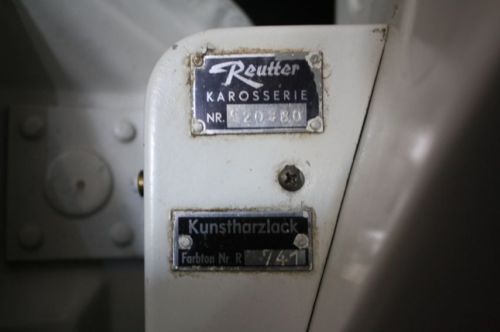 Reutter
KAROSSERIE
NR.
Kunstharzlack
Farbton Nr R 741